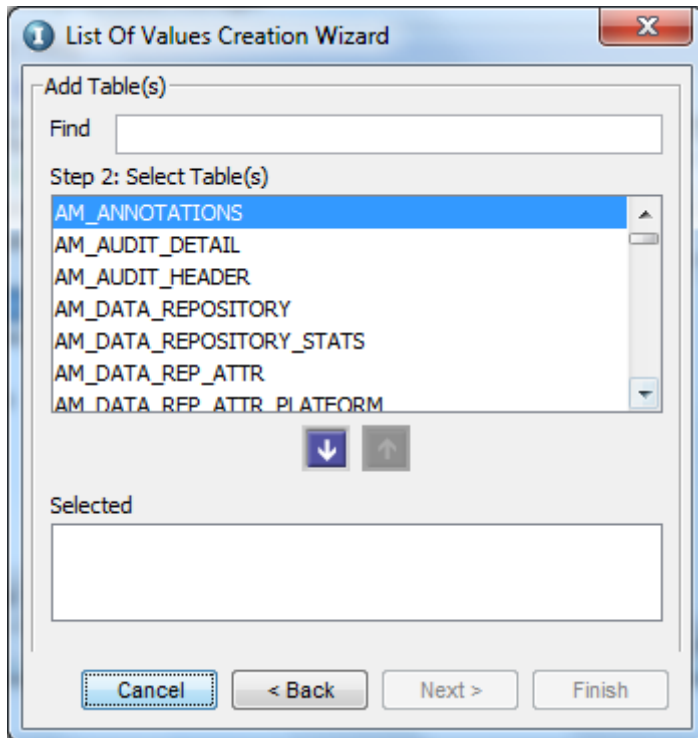 List Of Values Creation Wizard
Add Table(s)
Find
Step 2: Select Table(s)
AM_ANNOTATIONS
AM_AUDIT_DETAIL
AM_AUDIT_HEADER
AM_DATA_REPOSITORY
AM_DATA_REPOSITORY_STATS
AM_DATA_REP_ATTR
AM_DATA_REP_ATTR_PLATFORM
Selected
Cancel < Back Next > Finish